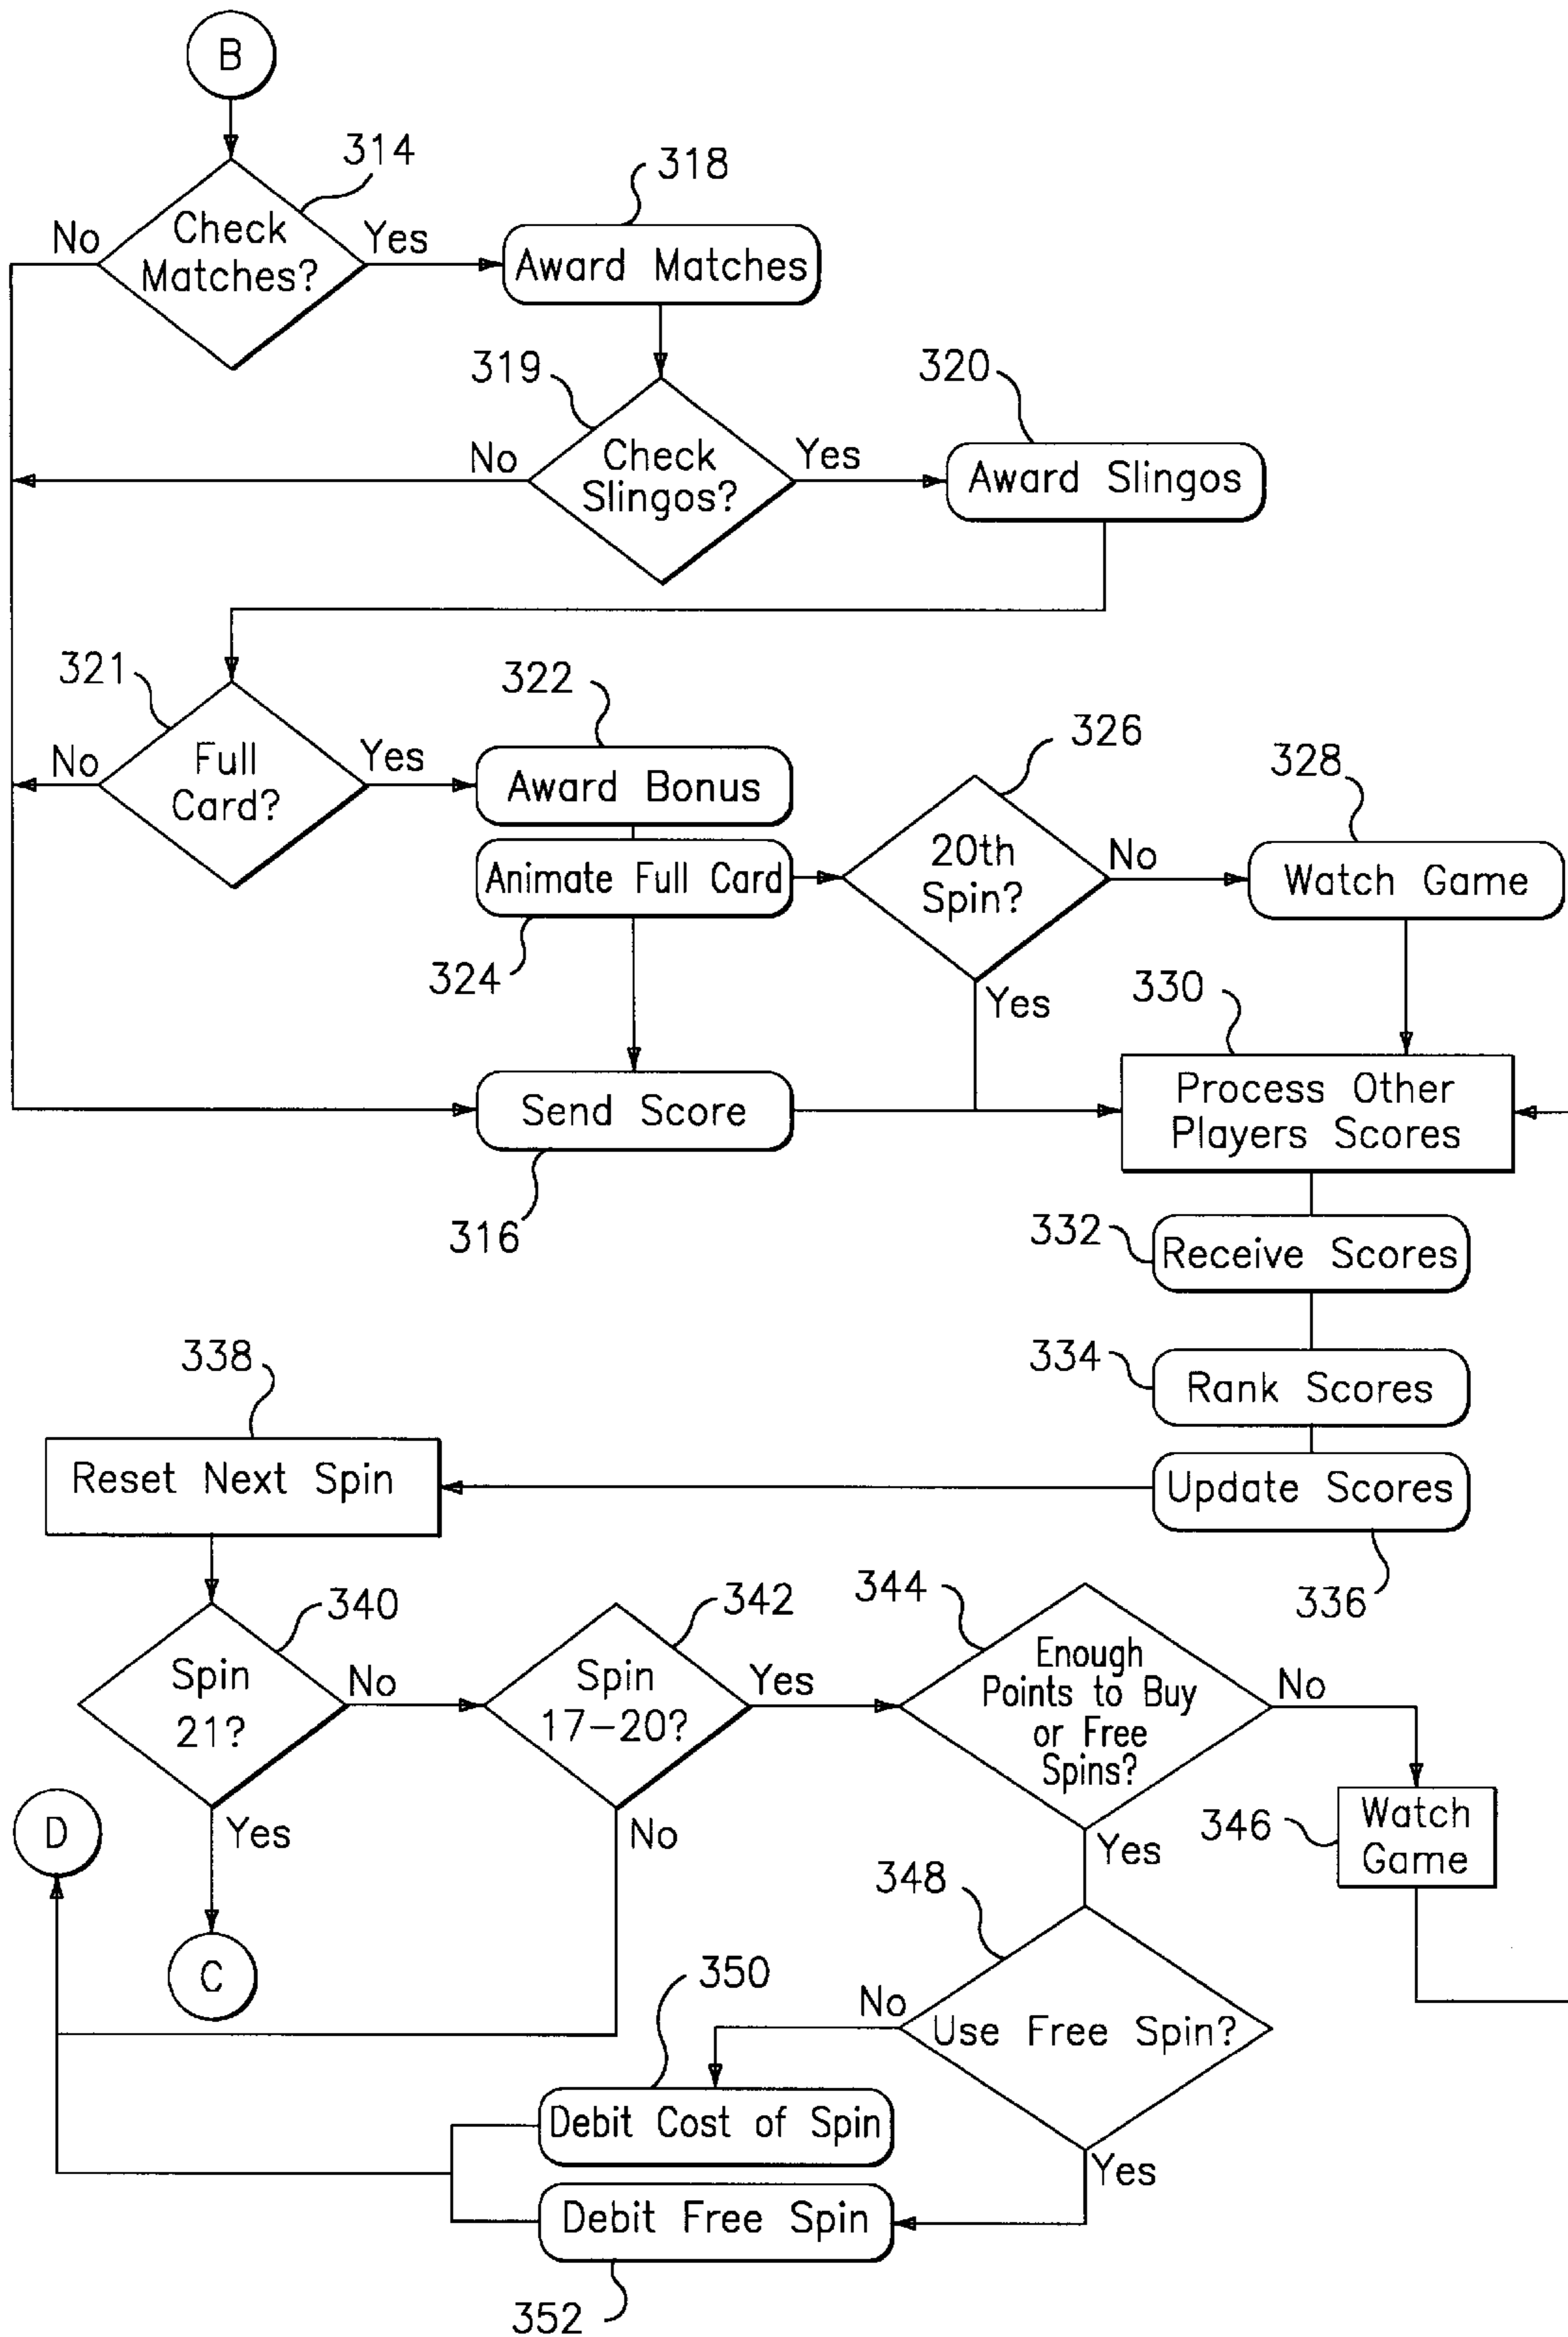 B
314
318
No
Check
Matches?
Yes
Award Matches
319
320
No
Check
Slingos?
Yes
Award Slingos
321
322
326
328
No
Full
Card?
Yes
Award Bonus
Animate Full Card
324
20th
Spin?
No
Yes
Watch Game
330
Send Score
316
Process Other
Players Scores
332
Receive Scores
334
Rank Scores
338
Reset Next Spin
Update Scores
336
340
342
344
Spin
21?
No
Yes
Spin
17-20?
Yes
No
Enough
Points to Buy
or Free
Spins?
No
Yes
D
346
Watch
Game
C
348
350
No
Use Free Spin?
Yes
Debit Cost of Spin
Debit Free Spin
352